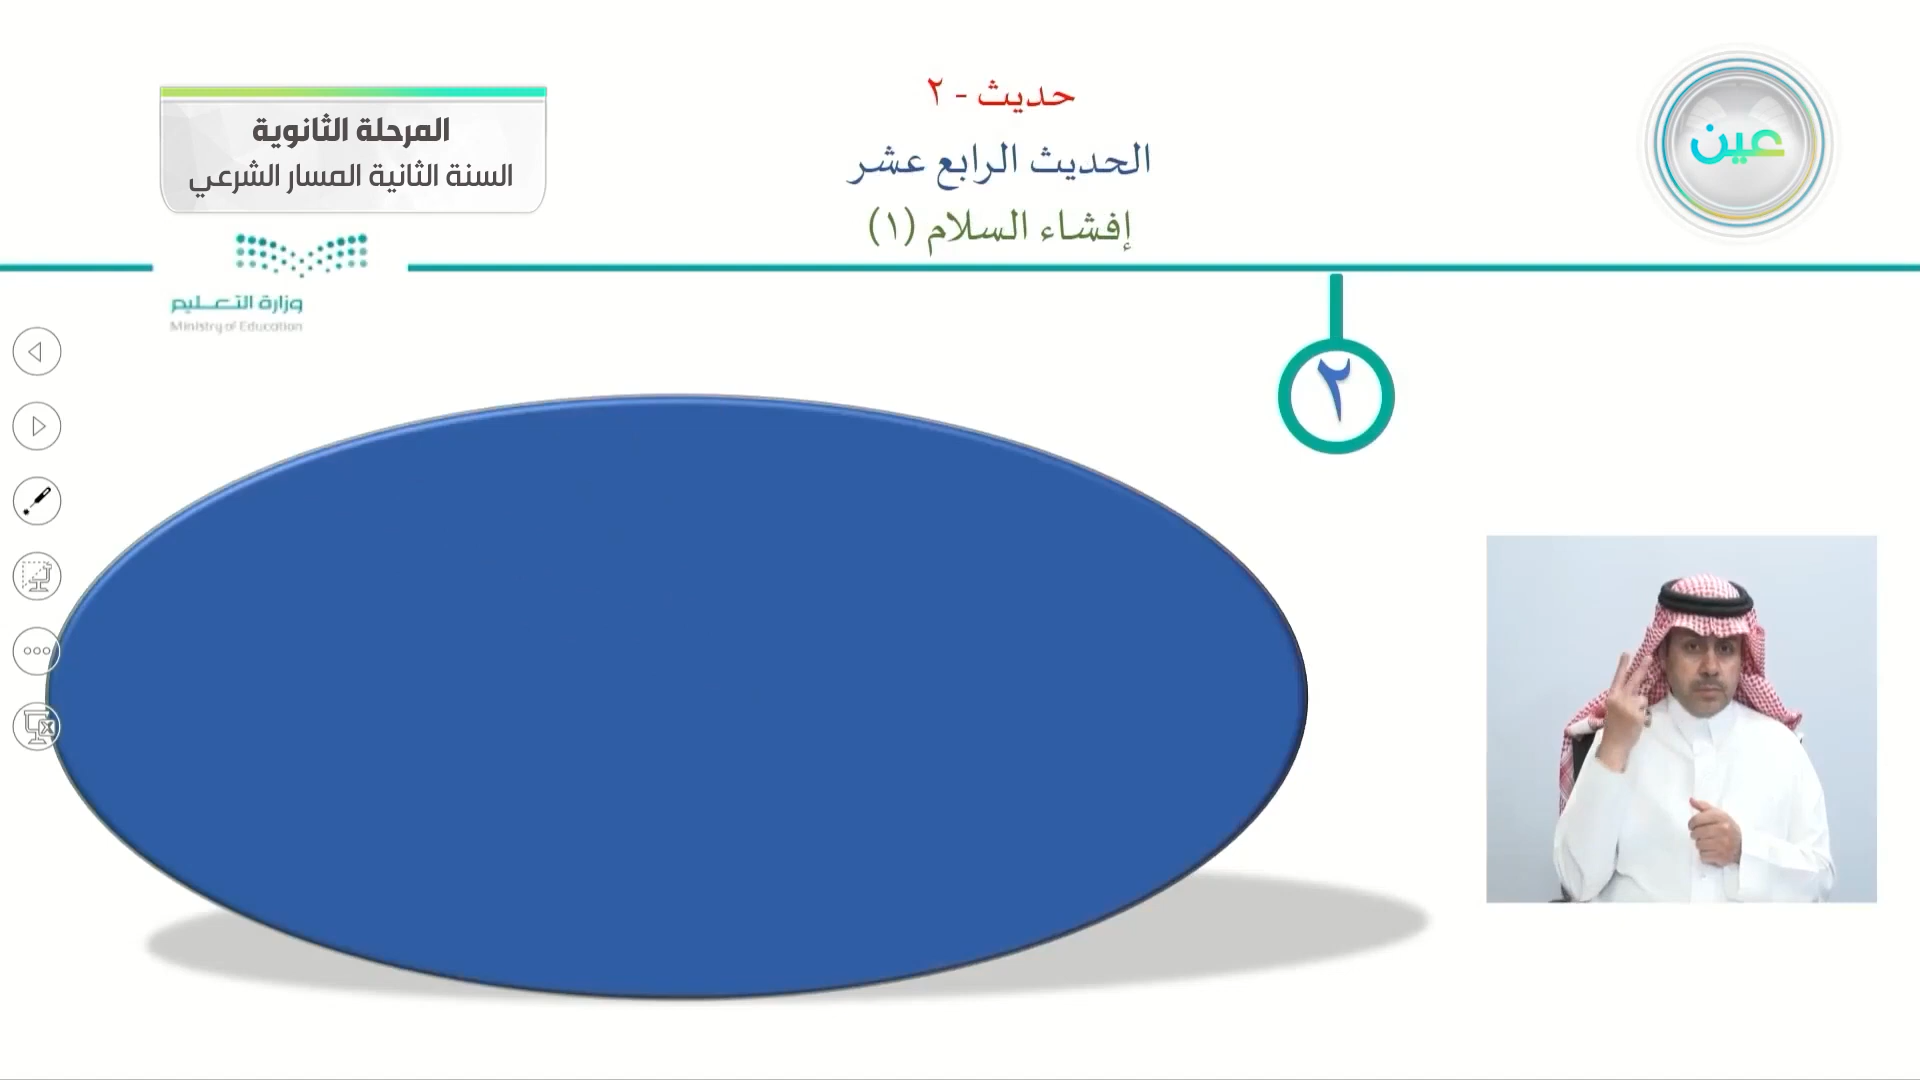 حديث - ٢
الحديث الرابع عشر
إفشاء السلام (١)
عين
المرحلة الثانوية
السنة الثانية المسار الشرعي
وزارة التعـــليم
Ministry of Education
٢